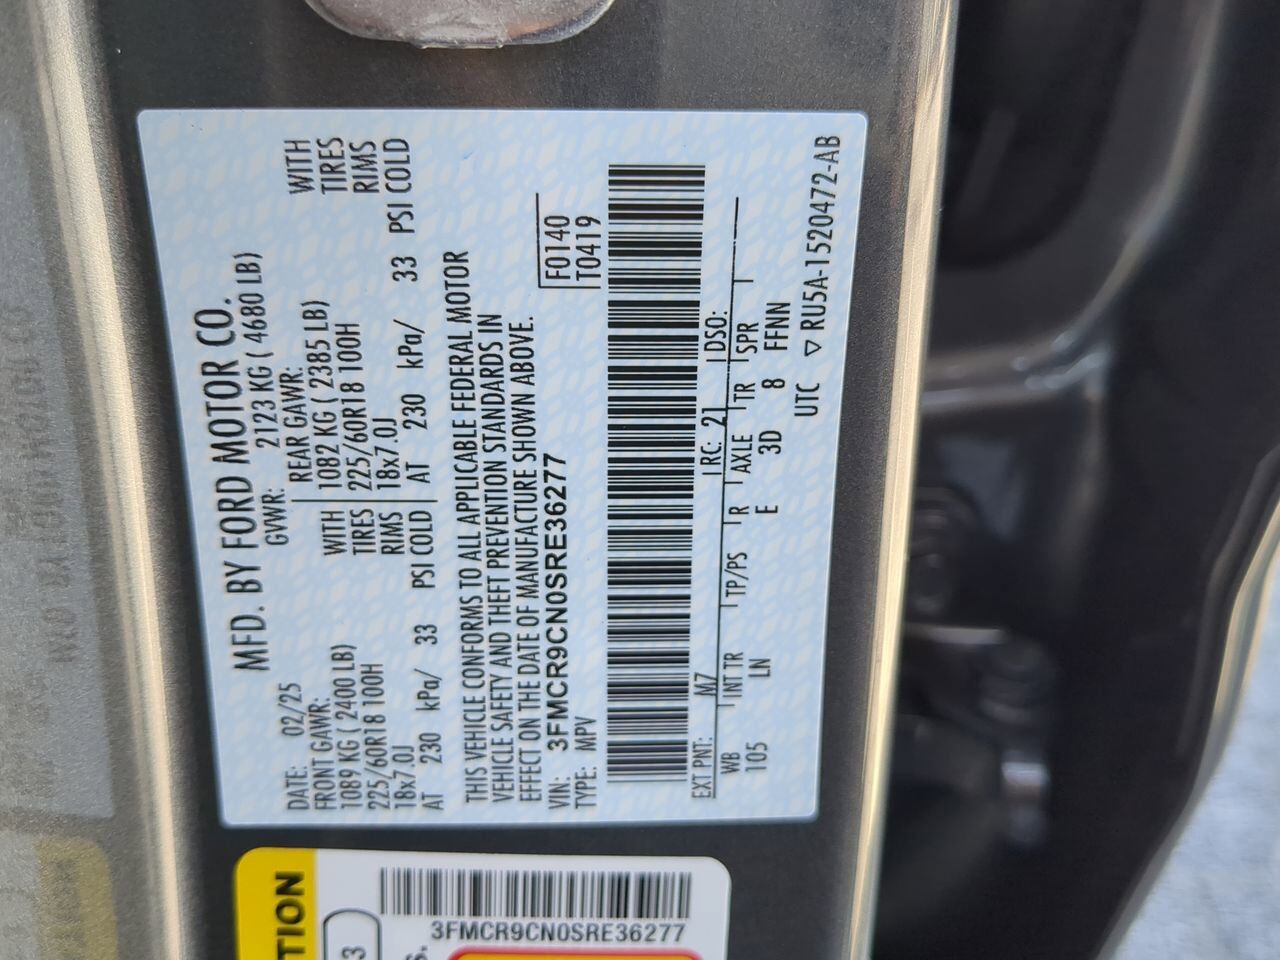 MFD. BY FORD MOTOR CO.
DATE: 02/25
GVWR: 2123 KG ( 4680 LB)
FRONT GAWR:
1089 KG ( 2400 LB)
WITH
225/60R18 100H
TIRES
18x7.0J
RIMS
AT 230 kPa/ 33 PSI COLD
REAR GAWR:
1082 KG ( 2385 LB)
WITH
225/60R18 100H
TIRES
18x7.0J
RIMS
AT 230 kPa/ 33 PSI COLD
THIS VEHICLE CONFORMS TO ALL APPLICABLE FEDERAL MOTOR
VEHICLE SAFETY AND THEFT PREVENTION STANDARDS IN
EFFECT ON THE DATE OF MANUFACTURE SHOWN ABOVE.
VIN: 3FMCR9CN0SRE36277
TYPE: MPV
F0140
T0419
EXT PNT: M7 RC: 21 DSO:
WB INT TR TP/PS R AXLE TR SPR
105 LN E 3D 8 FFNN
UTC ▽ RU5A-1520472-AB
TION
3
6.
3FMCR9CN0SRE36277